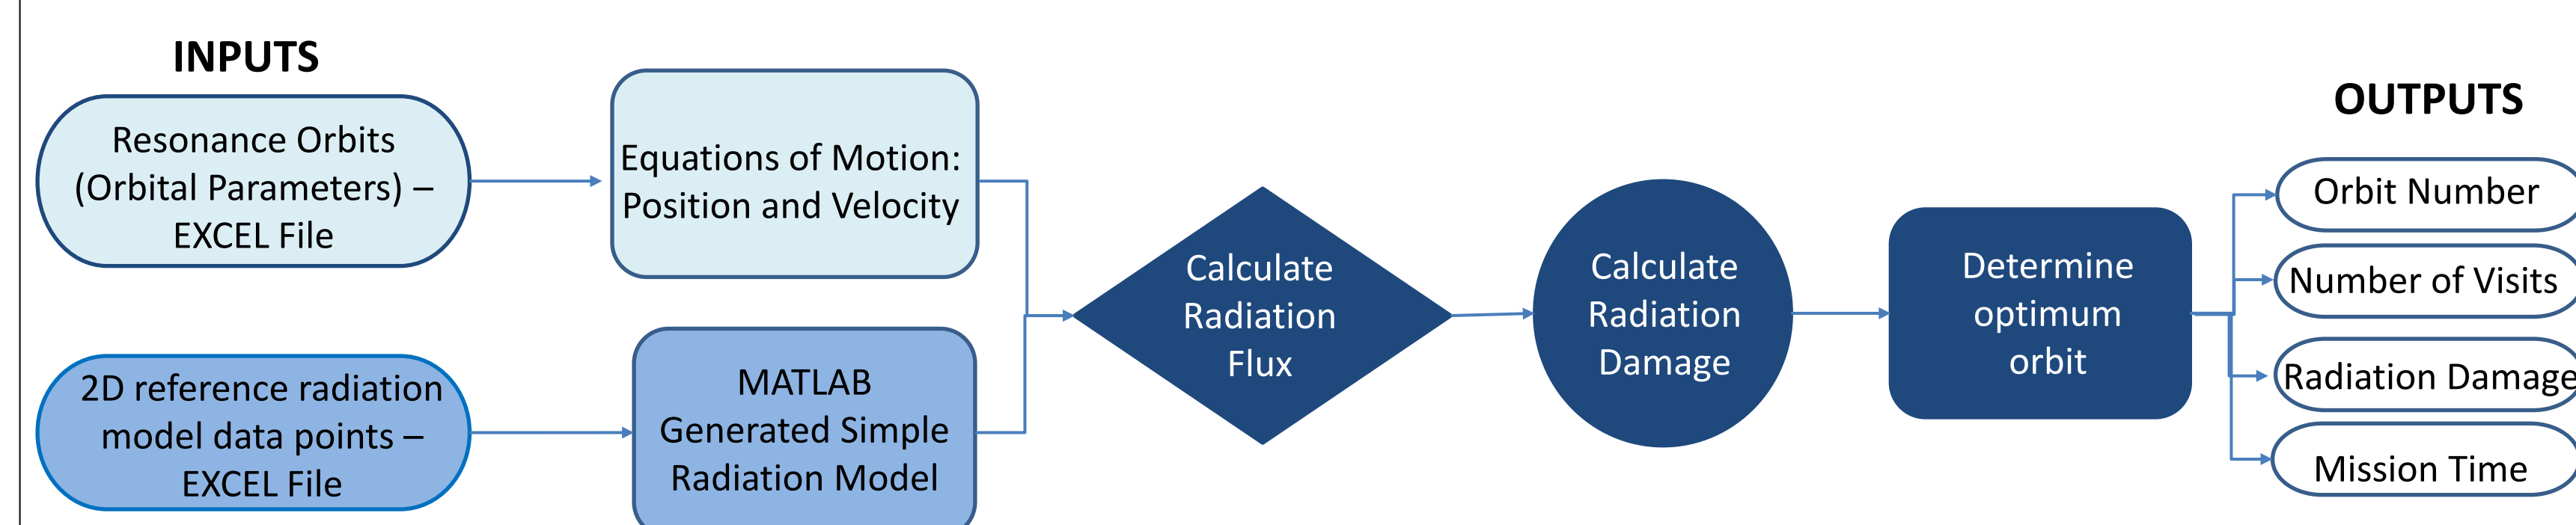 INPUTS
Resonance Orbits
(Orbital Parameters) –
EXCEL File
2D reference radiation
model data points –
EXCEL File
Equations of Motion:
Position and Velocity
MATLAB
Generated Simple
Radiation Model
Calculate
Radiation
Flux
Calculate
Radiation
Damage
Determine
optimum
orbit
OUTPUTS
Orbit Number
Number of Visits
Radiation Damage
Mission Time